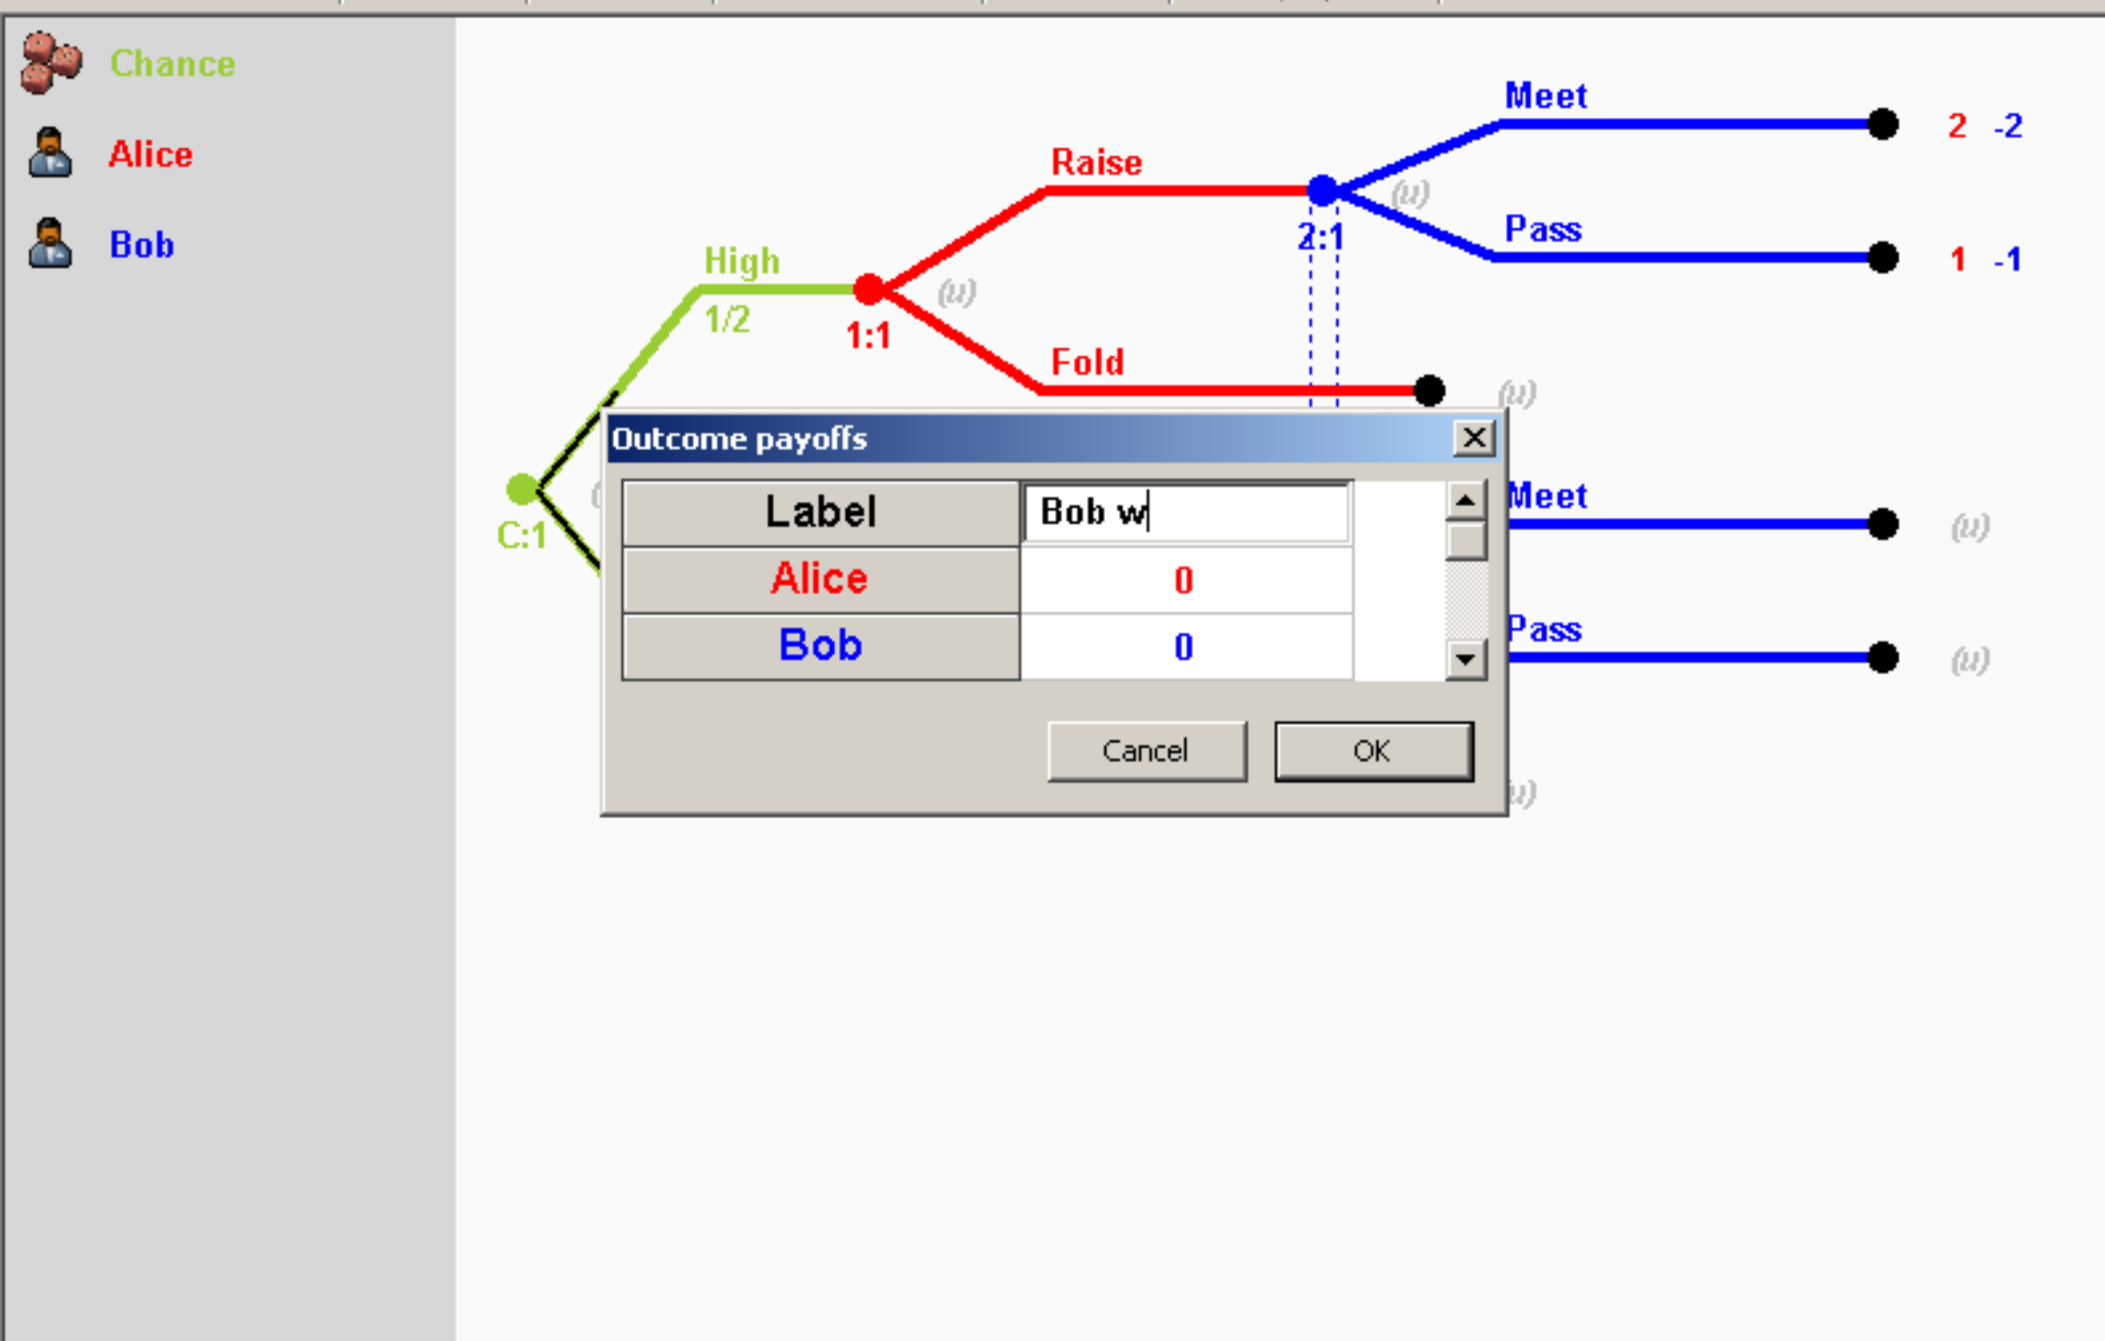 Chance
Alice
Bob
Meet
2 -2
Raise
(u)
2:1
Pass
1 -1
High
1/2
(u)
1:1
Fold
(u)
Outcome payoffs
Label
Bob w
Alice
0
Bob
0
Cancel
OK
C:1
Meet
(u)
Pass
(u)
u)